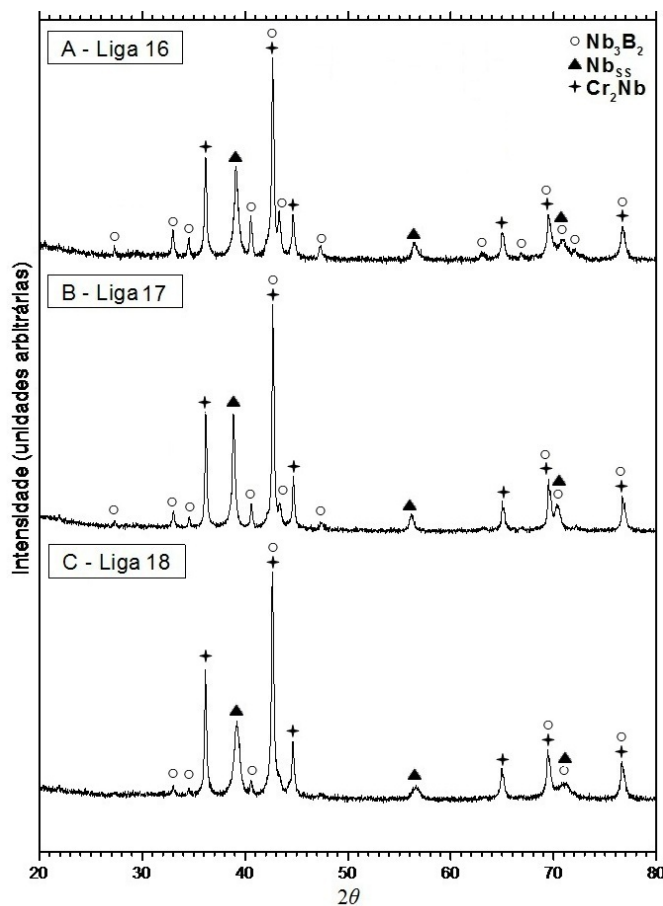 A - Liga 16
○ Nb₃B₂
▲ Nbss
✦ Cr₂Nb
B - Liga 17
C - Liga 18
Intensidade (unidades arbitrárias)
20 30 40 50 60 70 80
2θ